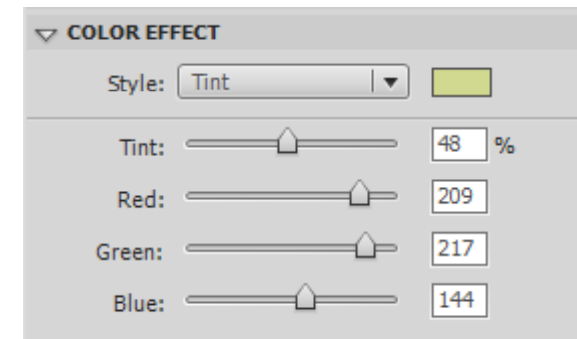 COLOR EFFECT
Style: Tint
Tint: 48 %
Red: 209
Green: 217
Blue: 144